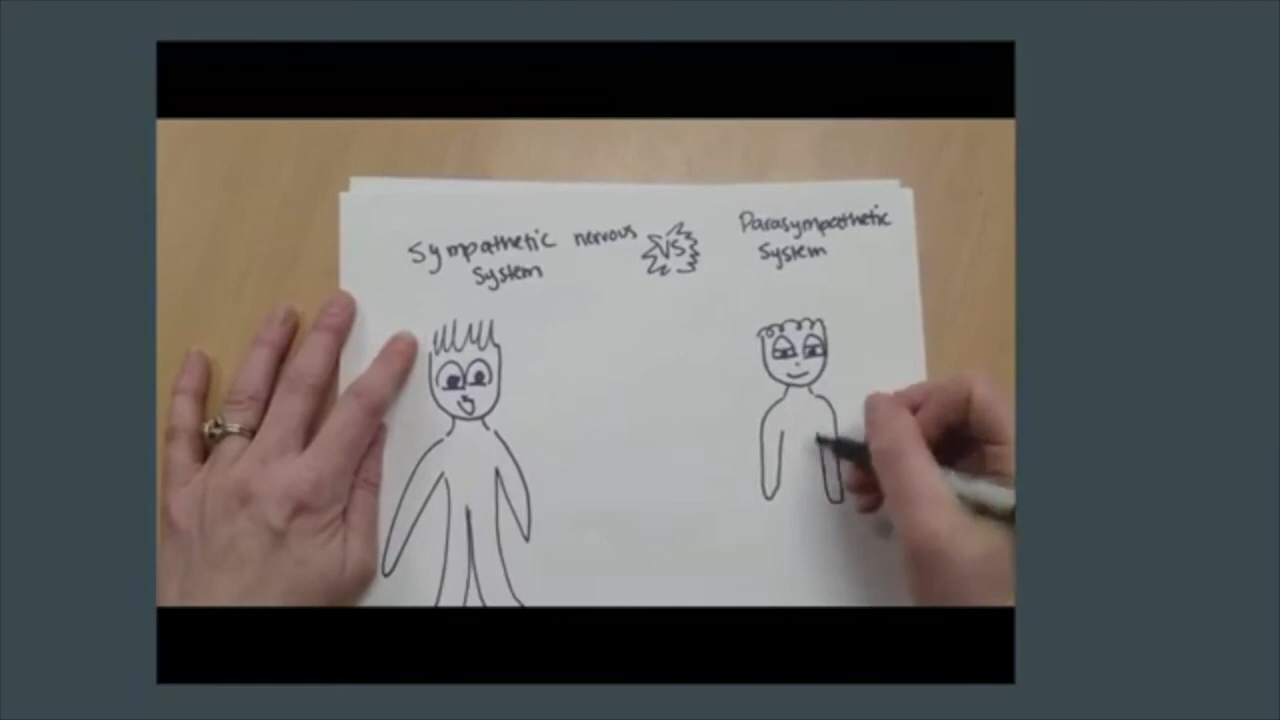 Sympathetic nervous
System
VS
Parasympathetic
System